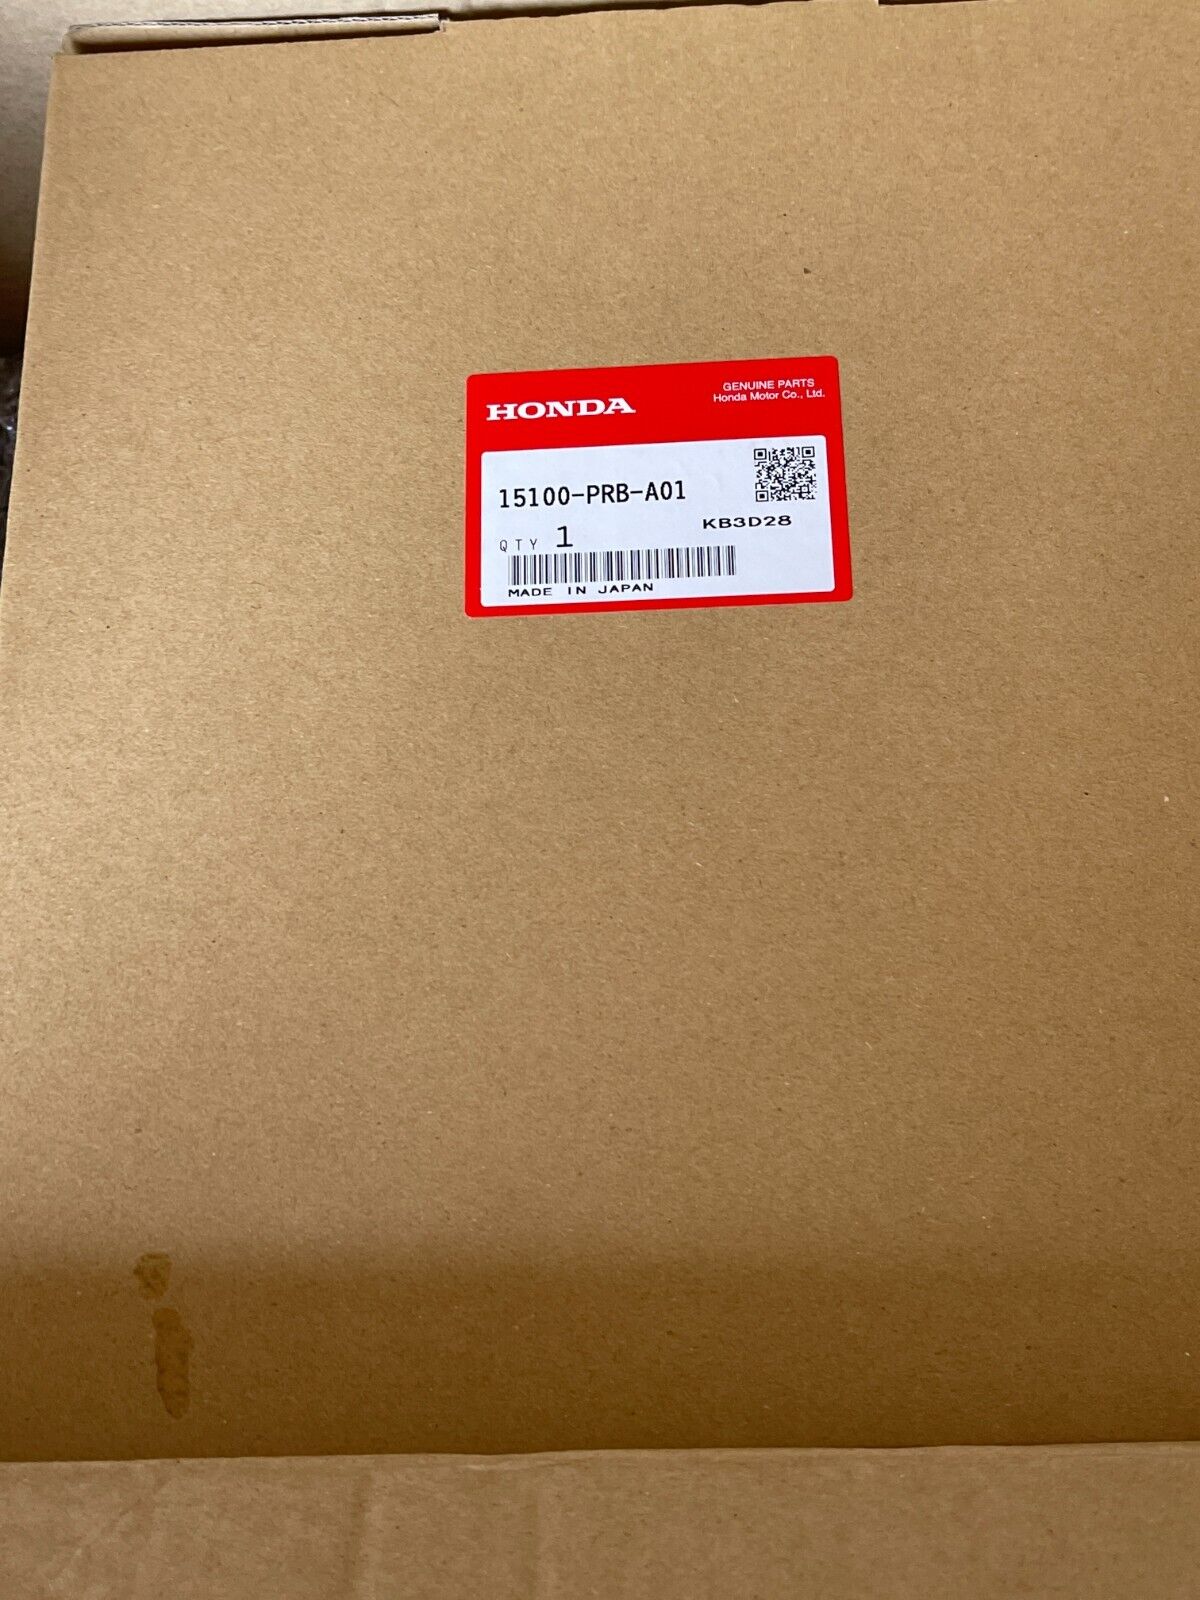 HONDA
GENUINE PARTS
Honda Motor Co., Ltd.
15100-PRB-A01
KB3D28
QTY 1
MADE IN JAPAN